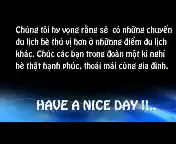 Chúng tôi hy vọng rằng sẽ có những chuyến
du lịch hè thú vị hơn ở những điểm du lịch
khác. Chúc các bạn trong đoàn một kì nghỉ
hè thật hạnh phúc, thoải mái cùng gia đình.
HAVE A NICE DAY !!..